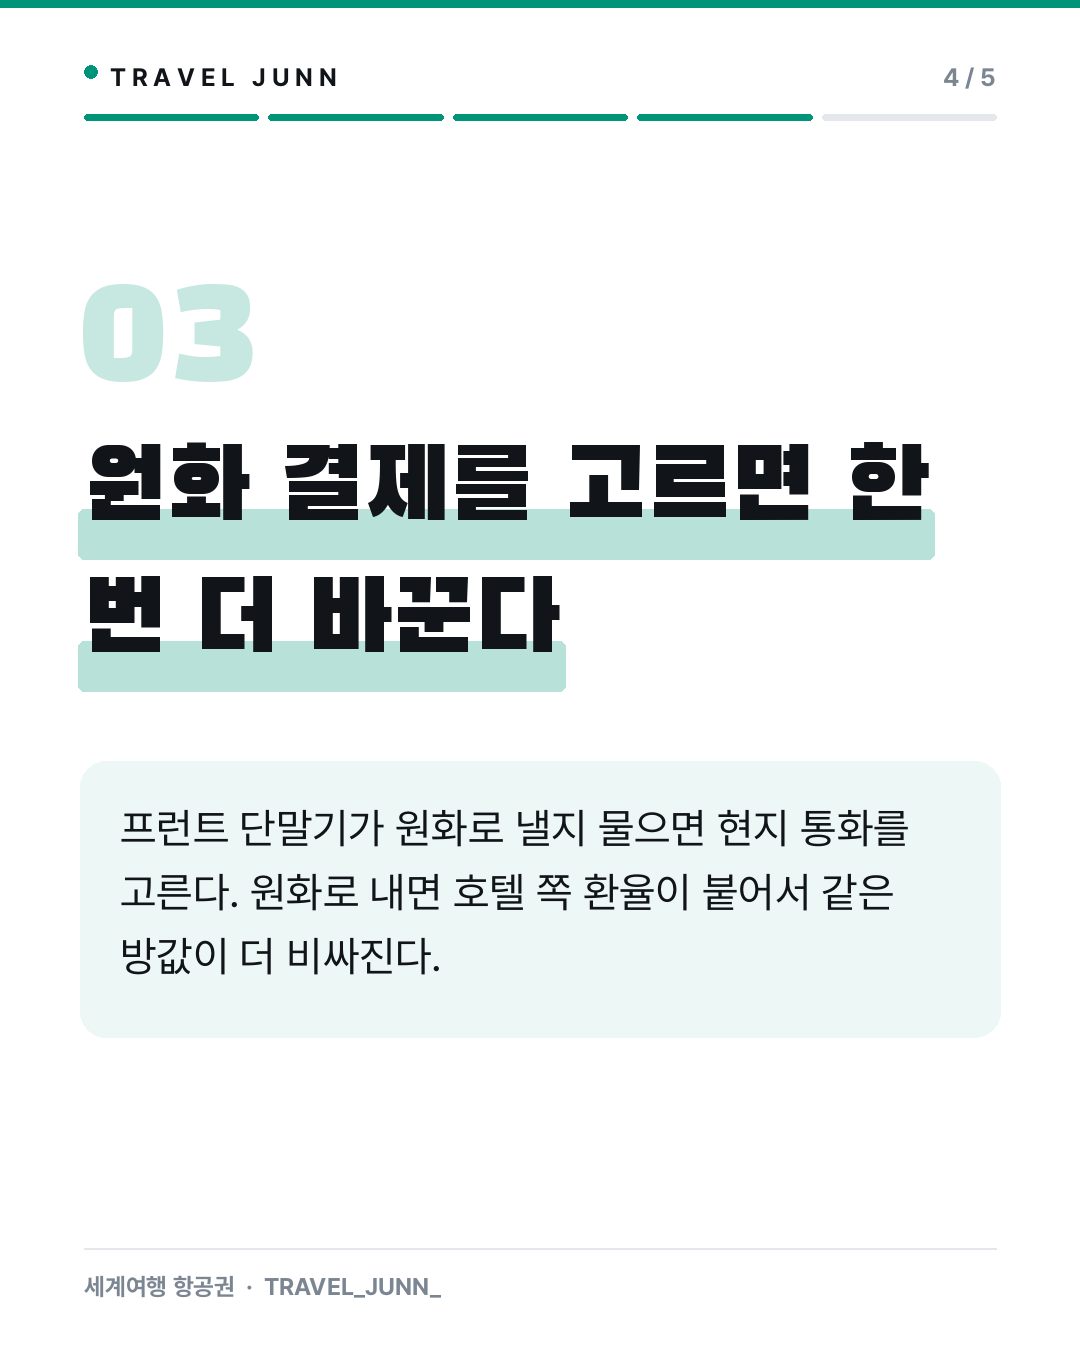 TRAVEL JUNN
4 / 5
03
원화 결제를 고르면 한
번 더 바꾼다
프런트 단말기가 원화로 낼지 물으면 현지 통화를
고른다. 원화로 내면 호텔 쪽 환율이 붙어서 같은
방값이 더 비싸진다.
세계여행 항공권 · TRAVEL_JUNN_